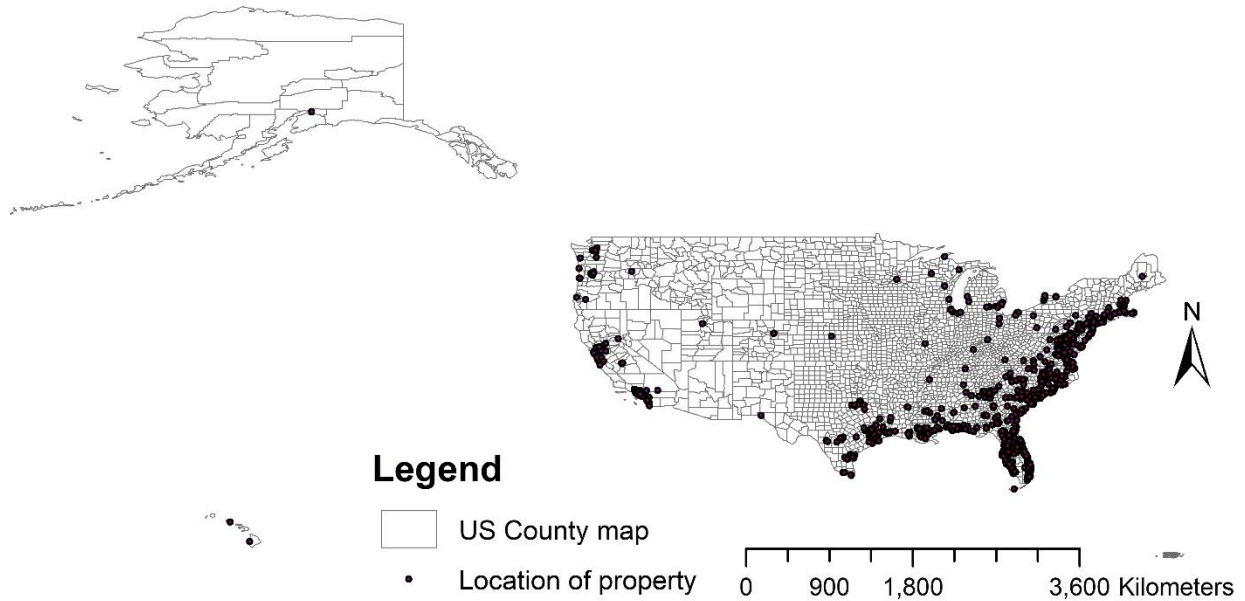 N
Legend
US County map
Location of property
0 900 1,800 3,600 Kilometers